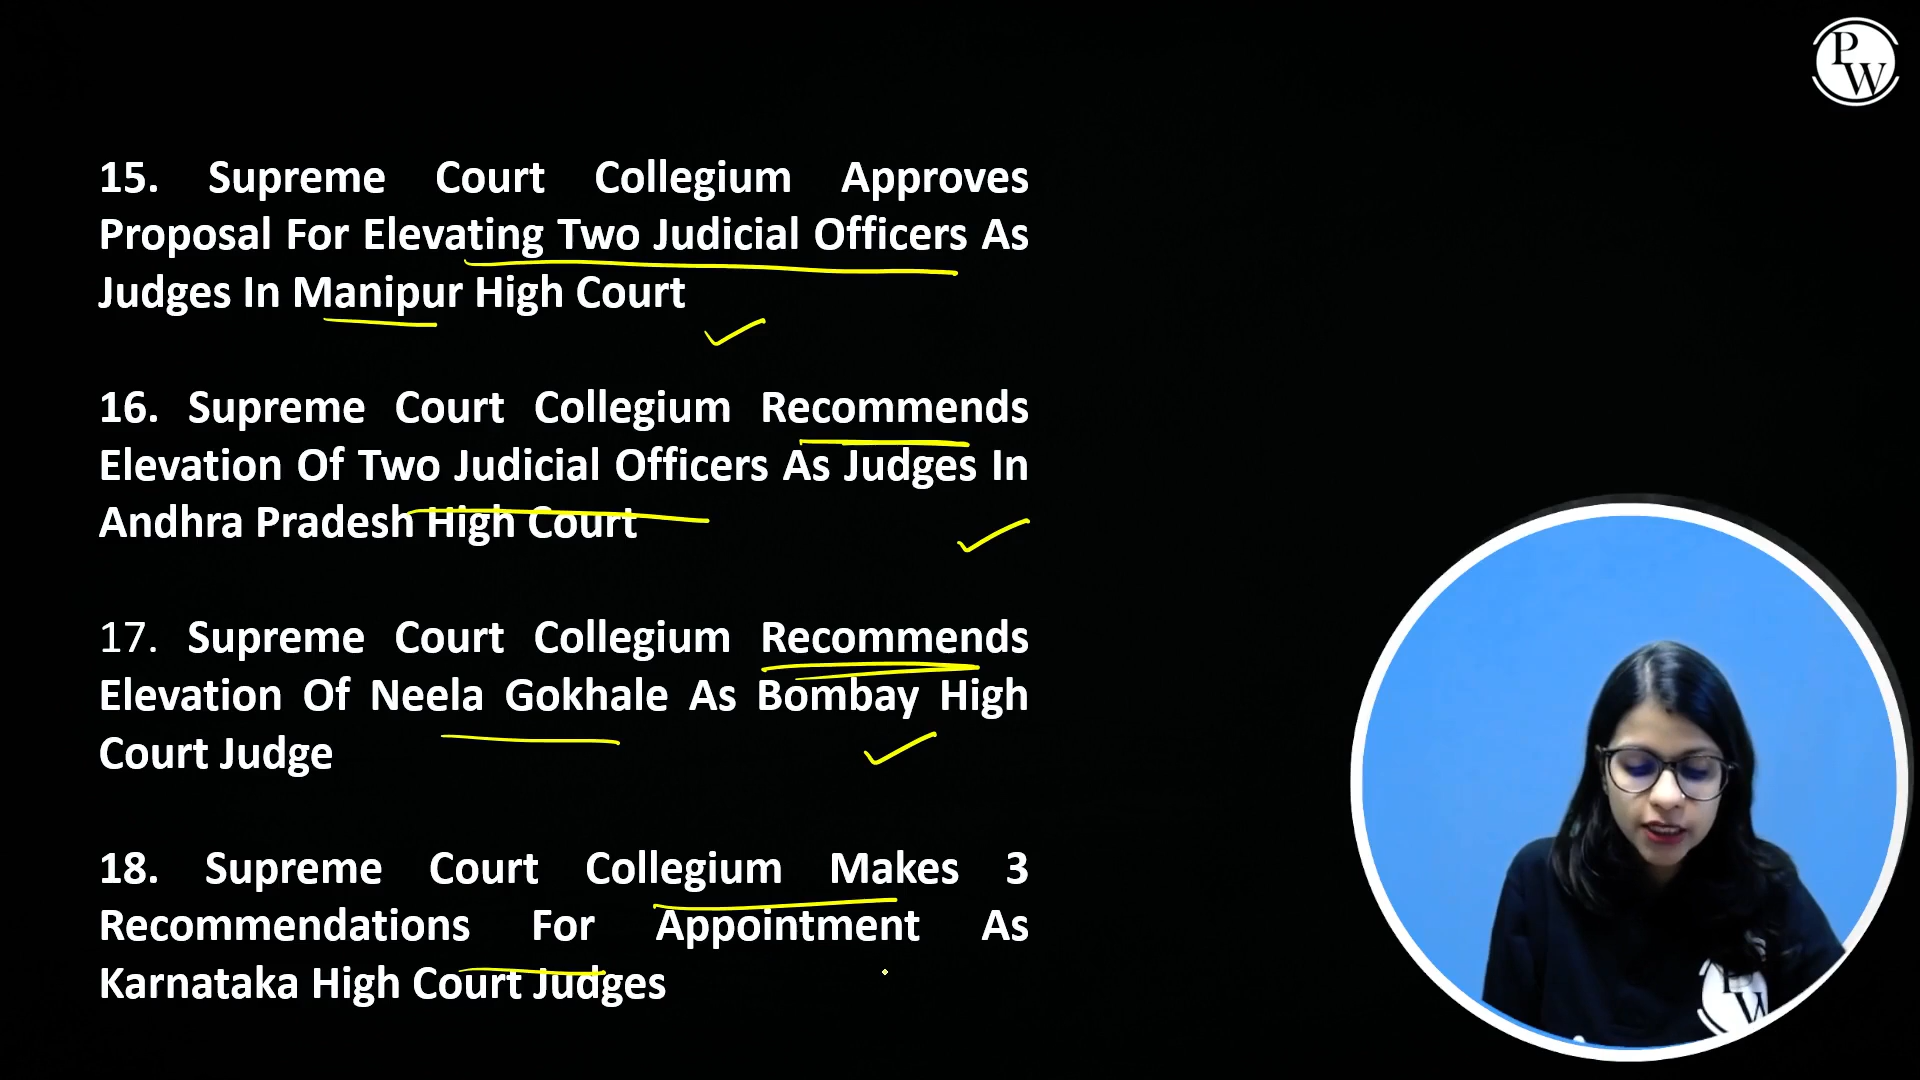 PW
15. Supreme Court Collegium Approves
Proposal For Elevating Two Judicial Officers As
Judges In Manipur High Court
16. Supreme Court Collegium Recommends
Elevation Of Two Judicial Officers As Judges In
Andhra Pradesh High Court
17. Supreme Court Collegium Recommends
Elevation Of Neela Gokhale As Bombay High
Court Judge
18. Supreme Court Collegium Makes 3
Recommendations For Appointment As
Karnataka High Court Judges
PW